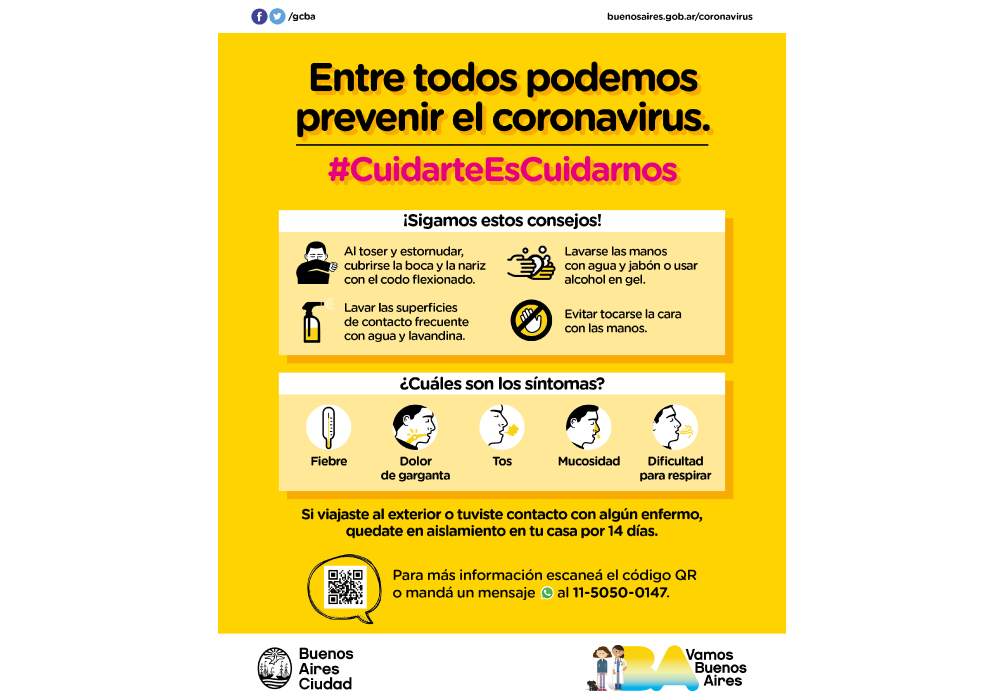 /gcba
buenosaires.gob.ar/coronavirus
Entre todos podemos
prevenir el coronavirus.
#CuidarteEsCuidarnos
¡Sigamos estos consejos!
Al toser y estornudar,
cubrirse la boca y la nariz
con el codo flexionado.
Lavarse las manos
con agua y jabón o usar
alcohol en gel.
Lavar las superficies
de contacto frecuente
con agua y lavandina.
Evitar tocarse la cara
con las manos.
¿Cuáles son los síntomas?
Fiebre
Dolor
de garganta
Tos
Mucosidad
Dificultad
para respirar
Si viajaste al exterior o tuviste contacto con algún enfermo,
quedate en aislamiento en tu casa por 14 días.
Para más información escaneá el código QR
o mandá un mensaje al 11-5050-0147.
Buenos
Aires
Ciudad
BA
Vamos
Buenos
Aires